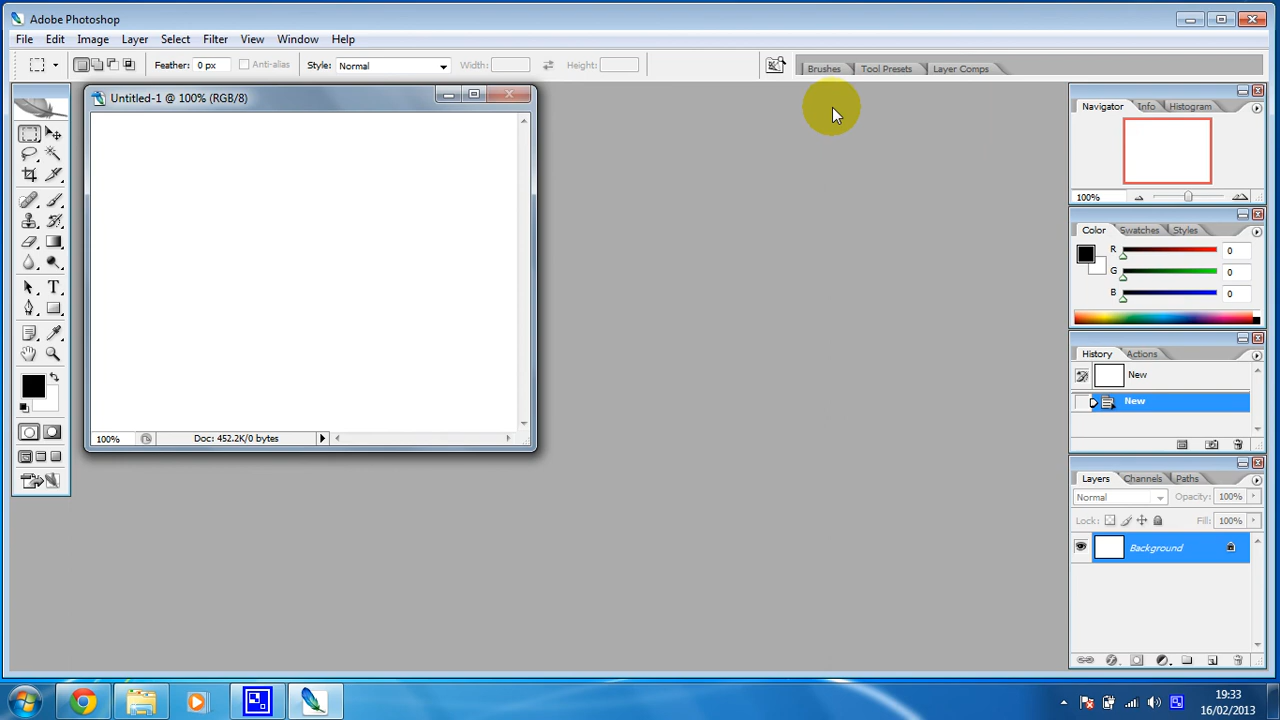 Adobe Photoshop
File Edit Image Layer Select Filter View Window Help
Feather: 0 px Anti-alias Style: Normal Width: Height: Brushes Tool Presets Layer Comps
Untitled-1 @ 100% (RGB/8)
Navigator Info Histogram
100%
Color Swatches Styles
R 0
G 0
B 0
History Actions
New
New
100% Doc: 452.2K/0 bytes
Layers Channels Paths
Normal Opacity: 100%
Lock: Fill: 100%
Background
T
19:33
16/02/2013